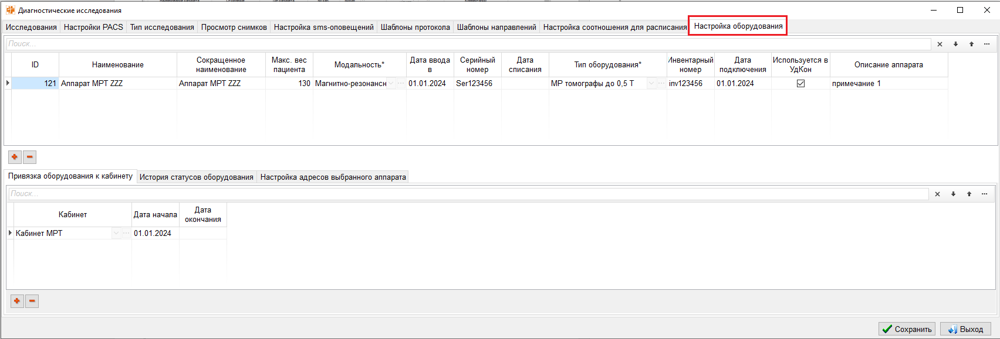 Диагностические исследования
Исследования Настройки PACS Тип исследования Просмотр снимков Настройка sms-оповещений Шаблоны протокола Шаблоны направлений Настройка соотношения для расписания Настройка оборудования
Поиск...
ID Наименование Сокращенное наименование Макс. вес пациента Модальность* Дата ввода в Серийный номер Дата списания Тип оборудования* Инвентарный номер Дата подключения Используется в УдКон Описание аппарата
121 Аппарат МРТ ZZZ Аппарат МРТ ZZZ 130 Магнитно-резонансн 01.01.2024 Ser123456 МР томографы до 0,5 Т inv123456 01.01.2024 примечание 1
Привязка оборудования к кабинету История статусов оборудования Настройка адресов выбранного аппарата
Поиск...
Кабинет Дата начала Дата окончания
Кабинет МРТ 01.01.2024
Сохранить Выход